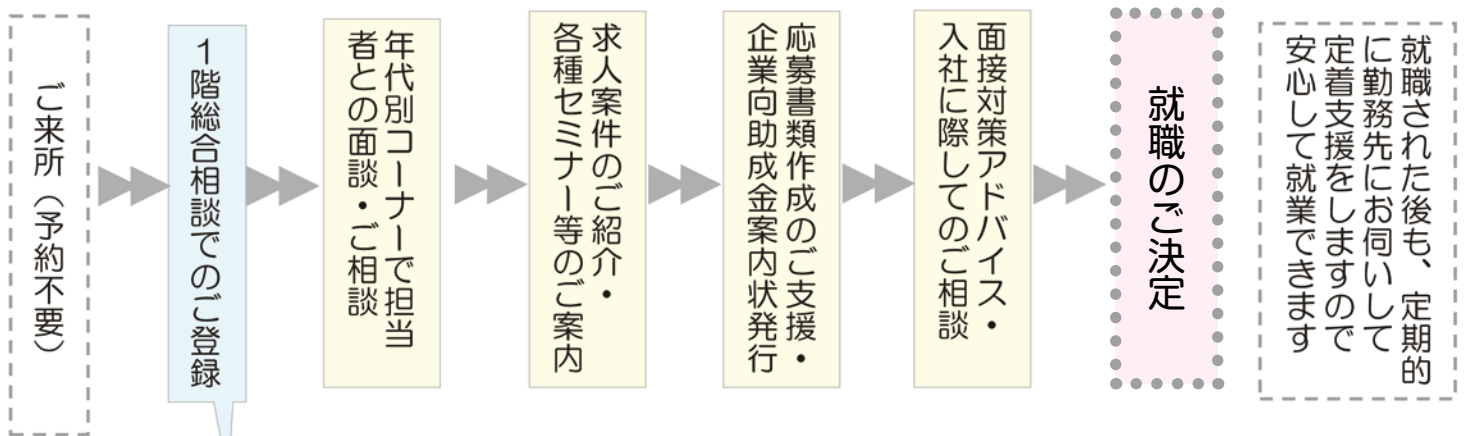 ご来所（予約不要）
１階総合相談でのご登録
年代別コーナーで担当
者との面談・ご相談
求人案件のご紹介・
各種セミナー等のご案内
応募書類作成のご支援・
企業向助成金案内状発行
面接対策アドバイス・
入社に際してのご相談
就職のご決定
就職された後も、定期的
に勤務先にお伺いして
定着支援をしますので
安心して就業できます